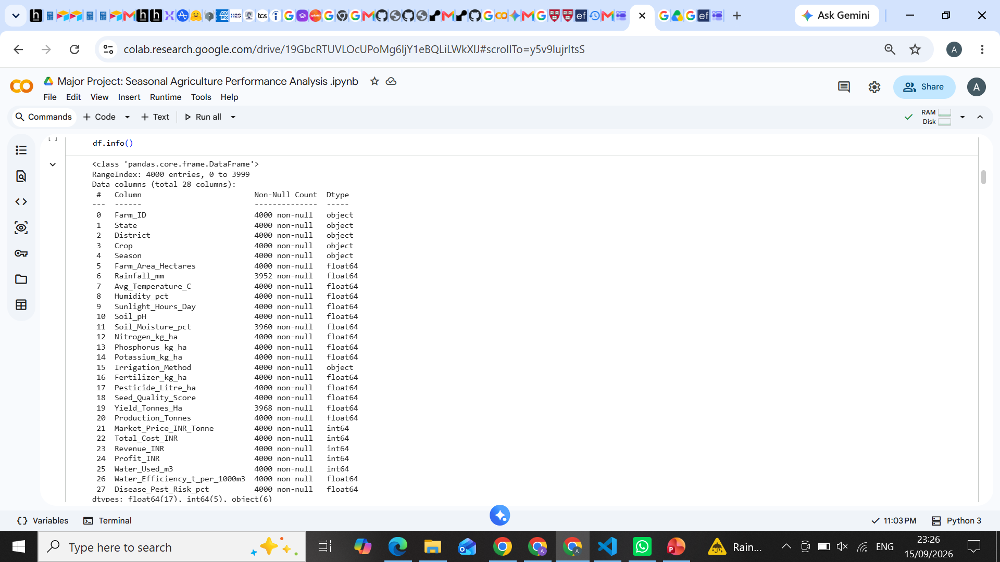 Ask Gemini
colab.research.google.com/drive/19GbcRTUVLOcUPoMg6ljY1eBQLiLWkXlJ#scrollTo=y5v9lujrItsS
A
Major Project: Seasonal Agriculture Performance Analysis .ipynb
File Edit View Insert Runtime Tools Help
Share
A
Commands + Code + Text Run all
RAM
Disk
[ ]
df.info()
<class 'pandas.core.frame.DataFrame'>
RangeIndex: 4000 entries, 0 to 3999
Data columns (total 28 columns):
# Column Non-Null Count Dtype
--- ------ -------------- -----
0 Farm_ID 4000 non-null object
1 State 4000 non-null object
2 District 4000 non-null object
3 Crop 4000 non-null object
4 Season 4000 non-null object
5 Farm_Area_Hectares 4000 non-null float64
6 Rainfall_mm 3952 non-null float64
7 Avg_Temperature_C 4000 non-null float64
8 Humidity_pct 4000 non-null float64
9 Sunlight_Hours_Day 4000 non-null float64
10 Soil_pH 4000 non-null float64
11 Soil_Moisture_pct 3960 non-null float64
12 Nitrogen_kg_ha 4000 non-null float64
13 Phosphorus_kg_ha 4000 non-null float64
14 Potassium_kg_ha 4000 non-null float64
15 Irrigation_Method 4000 non-null object
16 Fertilizer_kg_ha 4000 non-null float64
17 Pesticide_Litre_ha 4000 non-null float64
18 Seed_Quality_Score 4000 non-null float64
19 Yield_Tonnes_Ha 3968 non-null float64
20 Production_Tonnes 4000 non-null float64
21 Market_Price_INR_Tonne 4000 non-null int64
22 Total_Cost_INR 4000 non-null int64
23 Revenue_INR 4000 non-null int64
24 Profit_INR 4000 non-null int64
25 Water_Used_m3 4000 non-null int64
26 Water_Efficiency_t_per_1000m3 4000 non-null float64
27 Disease_Pest_Risk_pct 4000 non-null float64
dtypes: float64(17), int64(5), object(6)
Variables Terminal
11:03 PM Python 3
Type here to search
Rain...
ENG
23:26
15/09/2026